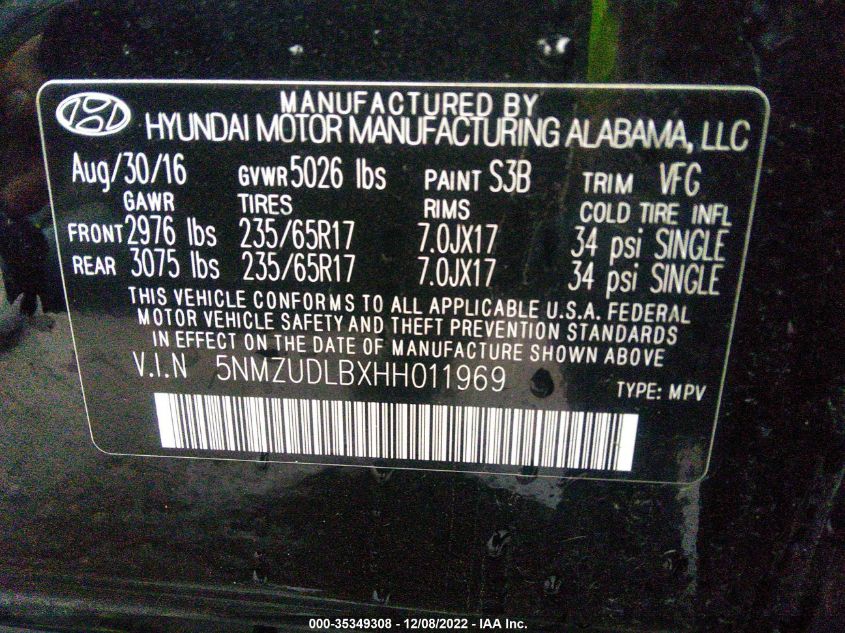 MANUFACTURED BY
HYUNDAI MOTOR MANUFACTURING ALABAMA, LLC
Aug/30/16 GVWR 5026 lbs PAINT S3B TRIM VFG
GAWR TIRES RIMS COLD TIRE INFL
FRONT 2976 lbs 235/65R17 7.0JX17 34 psi SINGLE
REAR 3075 lbs 235/65R17 7.0JX17 34 psi SINGLE
THIS VEHICLE CONFORMS TO ALL APPLICABLE U.S.A. FEDERAL
MOTOR VEHICLE SAFETY AND THEFT PREVENTION STANDARDS
IN EFFECT ON THE DATE OF MANUFACTURE SHOWN ABOVE
V.I.N 5NMZUDLBXHH011969 TYPE: MPV
000-35349308 - 12/08/2022 - IAA Inc.